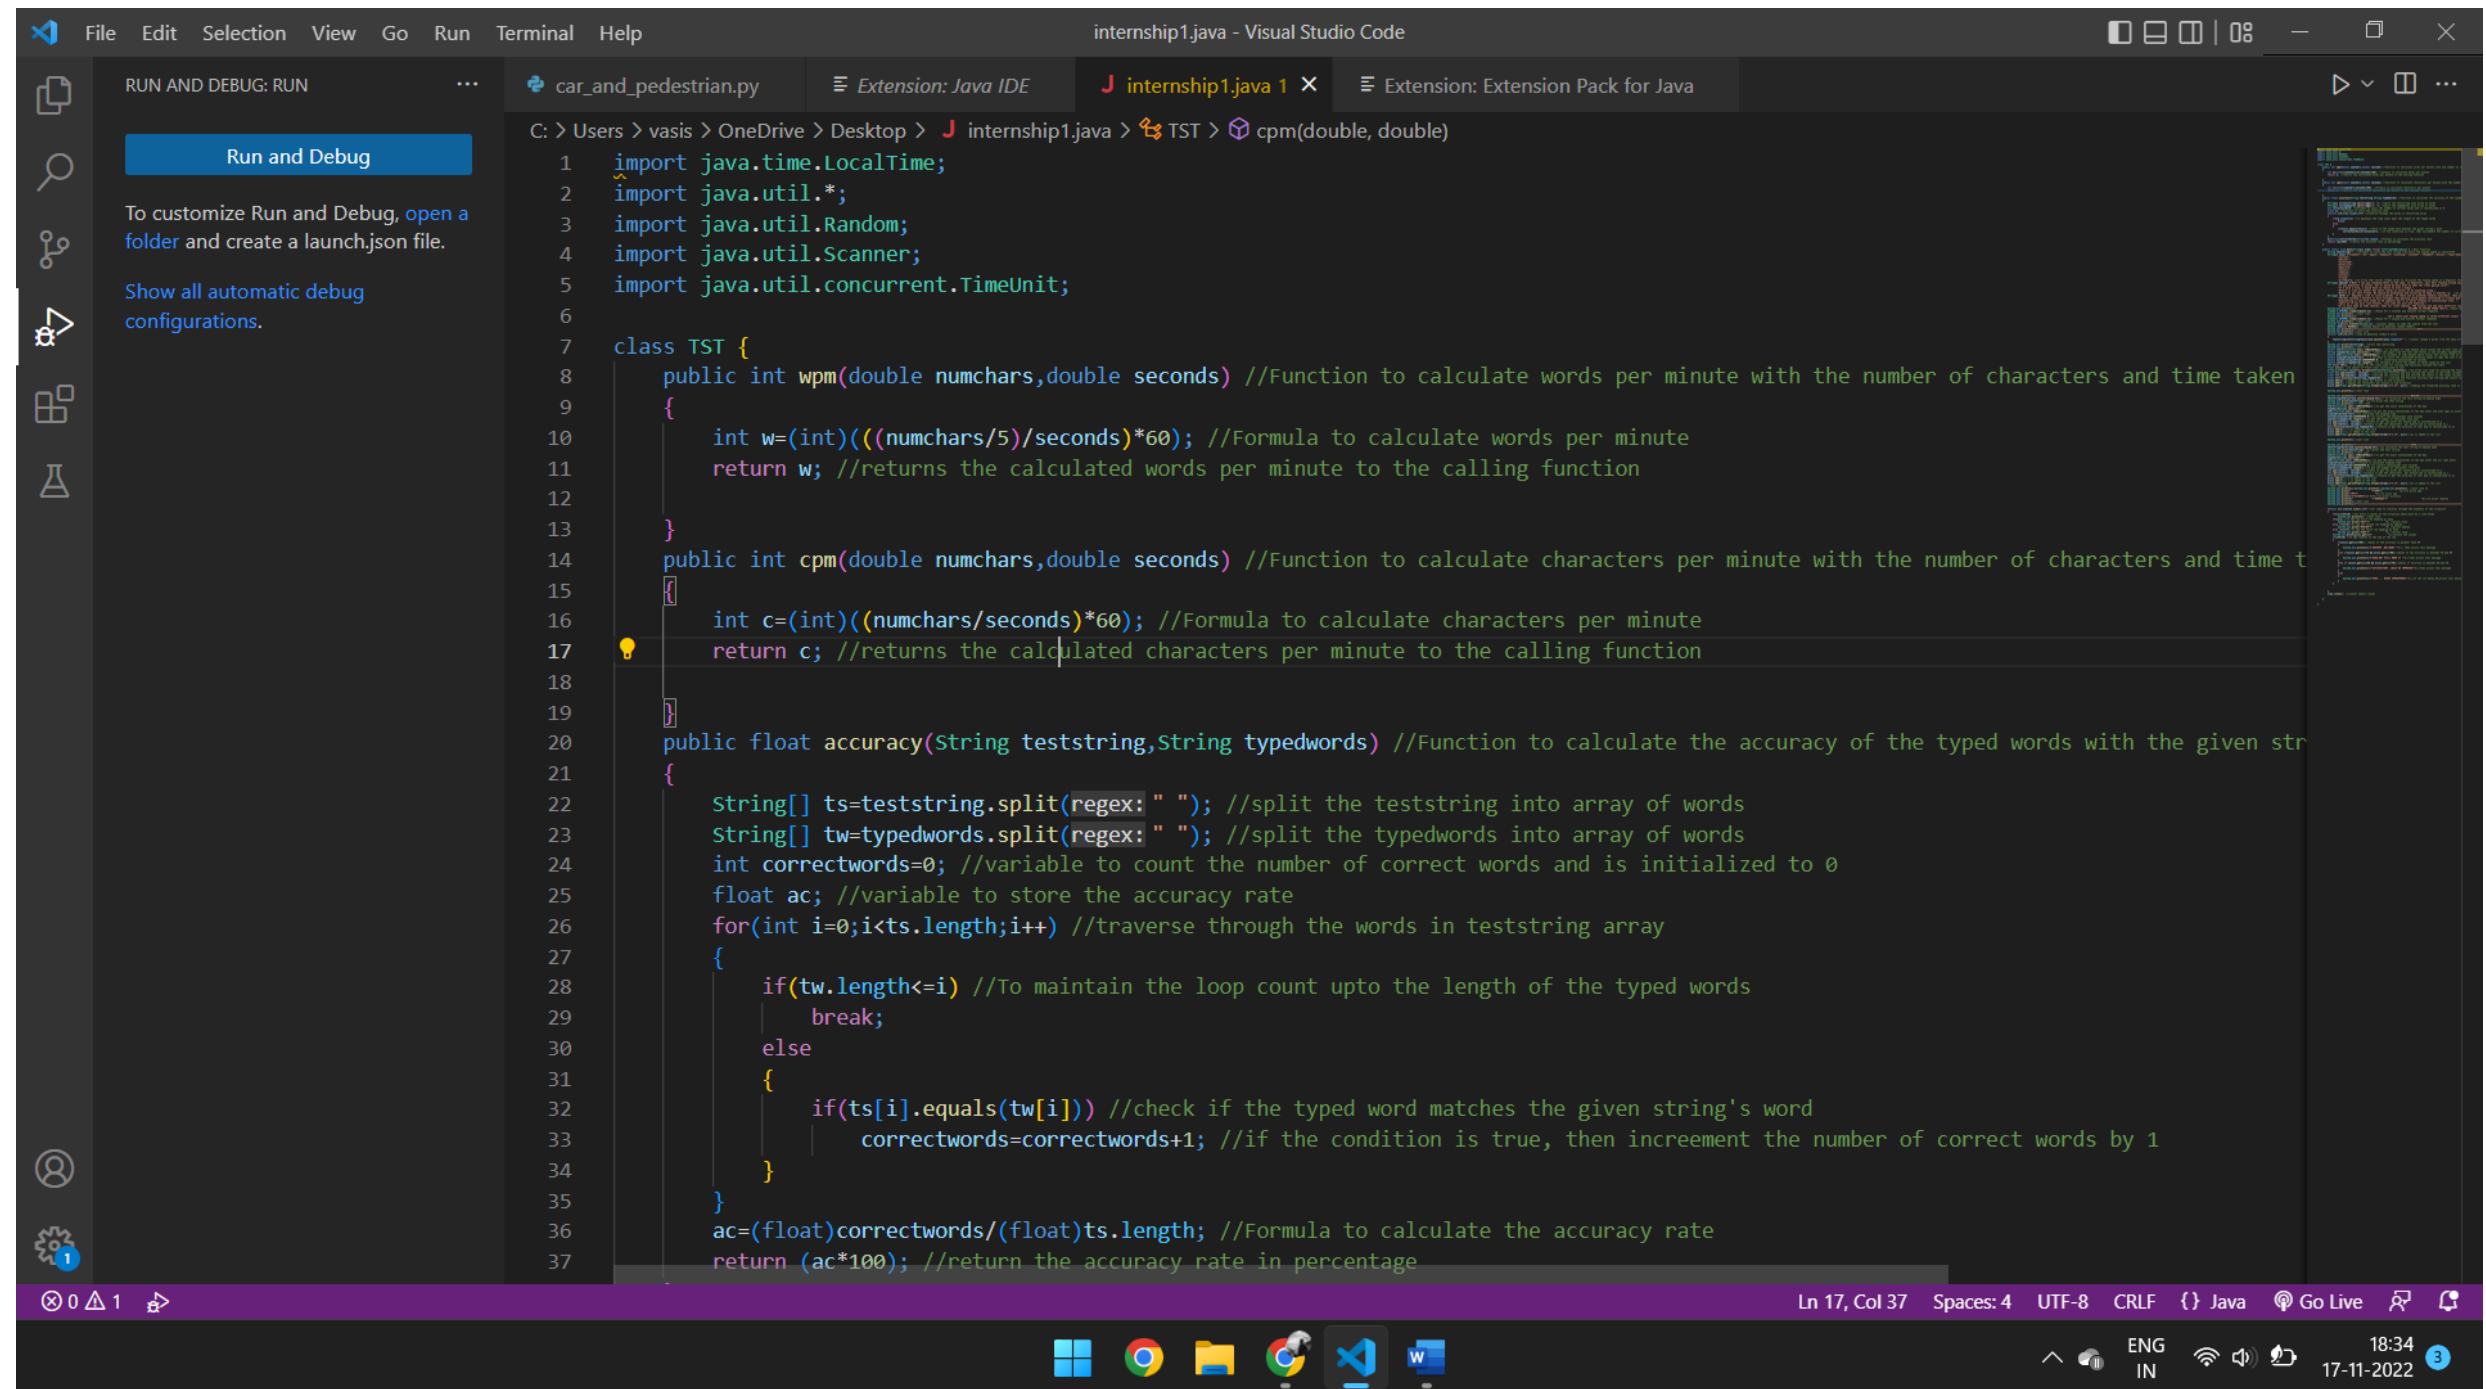 File Edit Selection View Go Run Terminal Help
internship1.java - Visual Studio Code
RUN AND DEBUG: RUN
Run and Debug
To customize Run and Debug, open a
folder and create a launch.json file.
Show all automatic debug
configurations.
car_and_pedestrian.py
Extension: Java IDE
J internship1.java 1
Extension: Extension Pack for Java
C: > Users > vasis > OneDrive > Desktop > J internship1.java > TST > cpm(double, double)
1 import java.time.LocalTime;
2 import java.util.*;
3 import java.util.Random;
4 import java.util.Scanner;
5 import java.util.concurrent.TimeUnit;
6
7 class TST {
8 public int wpm(double numchars,double seconds) //Function to calculate words per minute with the number of characters and time taken
9 {
10 int w=(int)(((numchars/5)/seconds)*60); //Formula to calculate words per minute
11 return w; //returns the calculated words per minute to the calling function
12
13 }
14 public int cpm(double numchars,double seconds) //Function to calculate characters per minute with the number of characters and time t
15 {
16 int c=(int)((numchars/seconds)*60); //Formula to calculate characters per minute
17 return c; //returns the calculated characters per minute to the calling function
18
19 }
20 public float accuracy(String teststring,String typedwords) //Function to calculate the accuracy of the typed words with the given str
21 {
22 String[] ts=teststring.split(regex:" "); //split the teststring into array of words
23 String[] tw=typedwords.split(regex:" "); //split the typedwords into array of words
24 int correctwords=0; //variable to count the number of correct words and is initialized to 0
25 float ac; //variable to store the accuracy rate
26 for(int i=0;i<ts.length;i++) //traverse through the words in teststring array
27 {
28 if(tw.length<=i) //To maintain the loop count upto the length of the typed words
29 break;
30 else
31 {
32 if(ts[i].equals(tw[i])) //check if the typed word matches the given string's word
33 correctwords=correctwords+1; //if the condition is true, then increement the number of correct words by 1
34 }
35 }
36 ac=(float)correctwords/(float)ts.length; //Formula to calculate the accuracy rate
37 return (ac*100); //return the accuracy rate in percentage
1
0 1
Ln 17, Col 37 Spaces: 4 UTF-8 CRLF {} Java Go Live
W
ENG
IN
18:34
17-11-2022
3